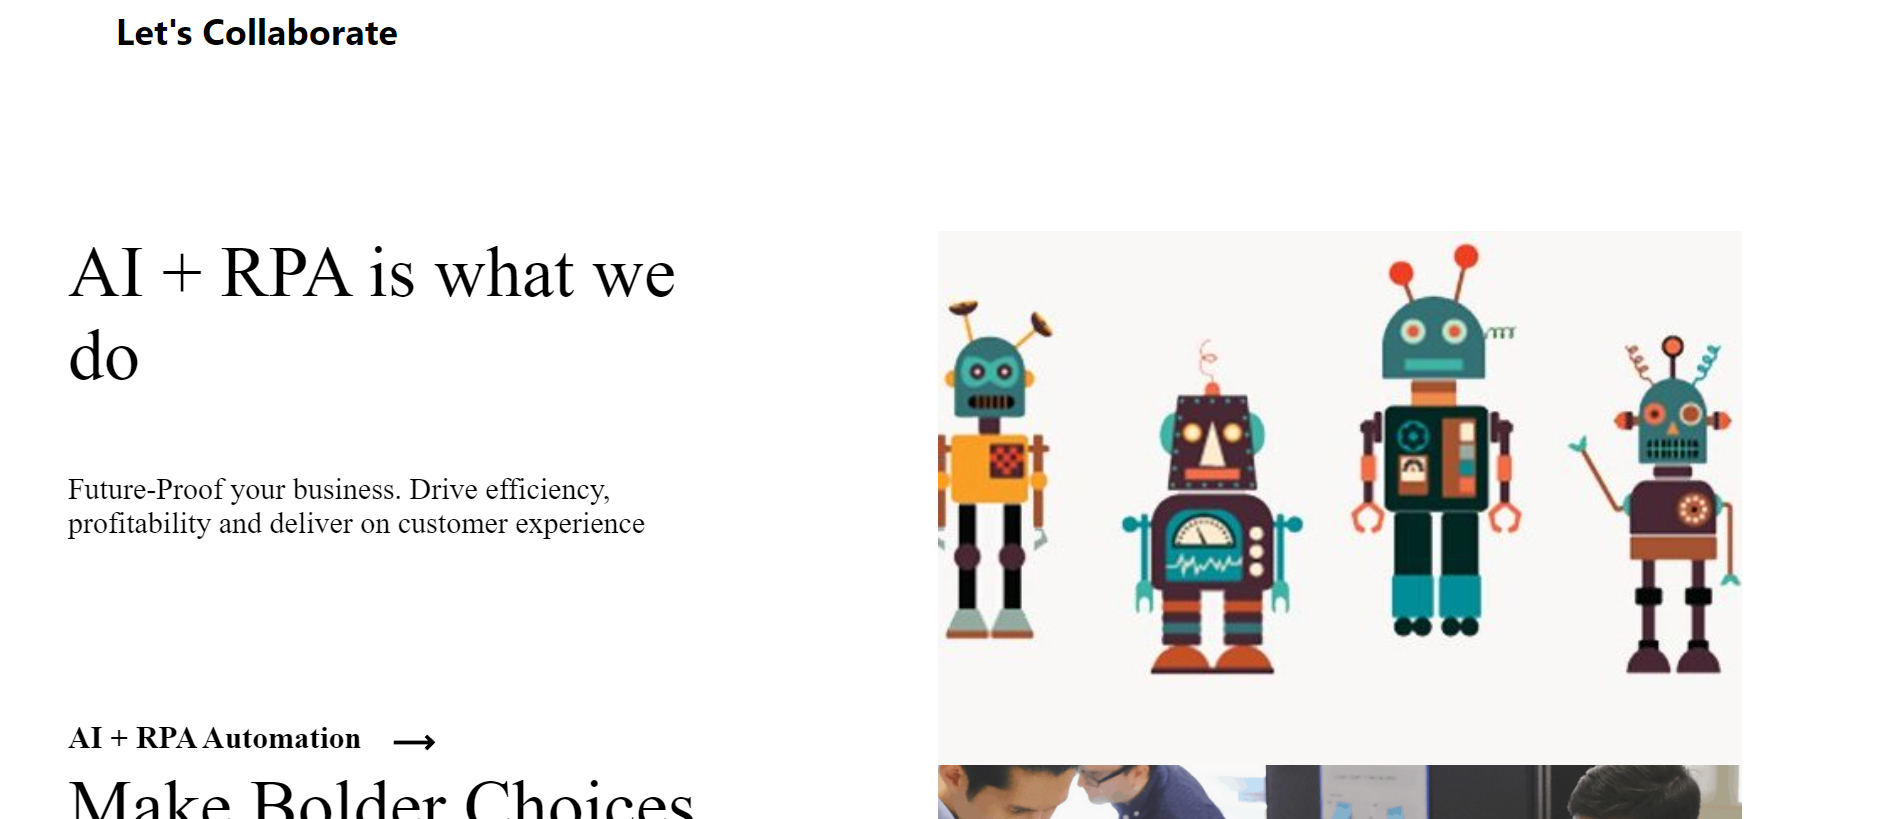 Let's Collaborate
AI + RPA is what we
do
Future-Proof your business. Drive efficiency,
profitability and deliver on customer experience
AI + RPA Automation
Make Bolder Choices